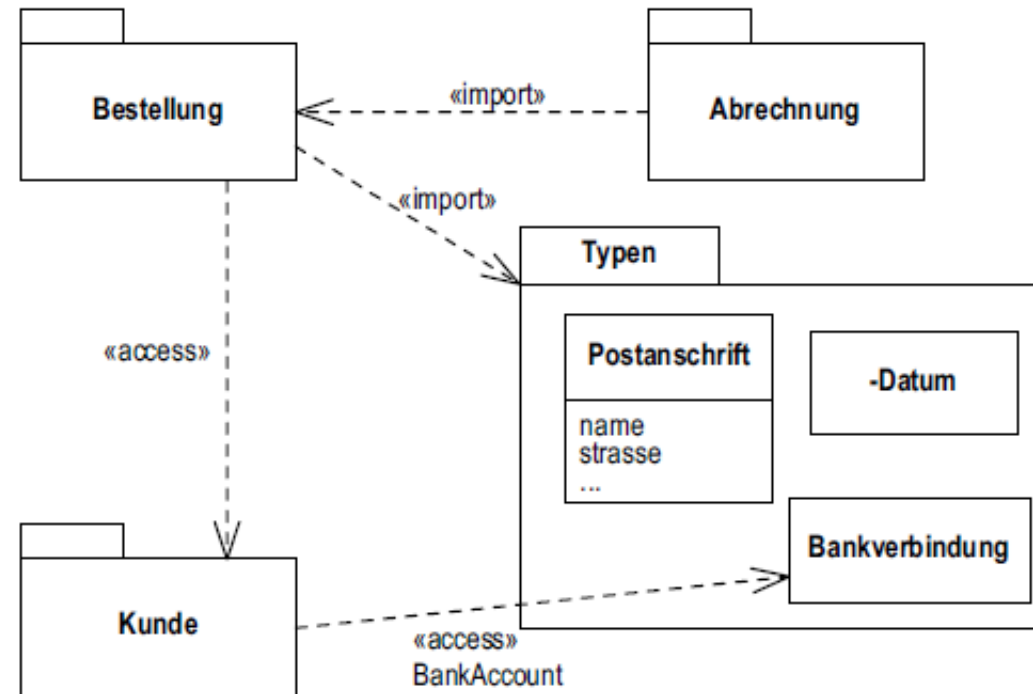 Bestellung
«import»
Abrechnung
«import»
Typen
«access»
Postanschrift
name
strasse
...
-Datum
Bankverbindung
Kunde
«access»
BankAccount